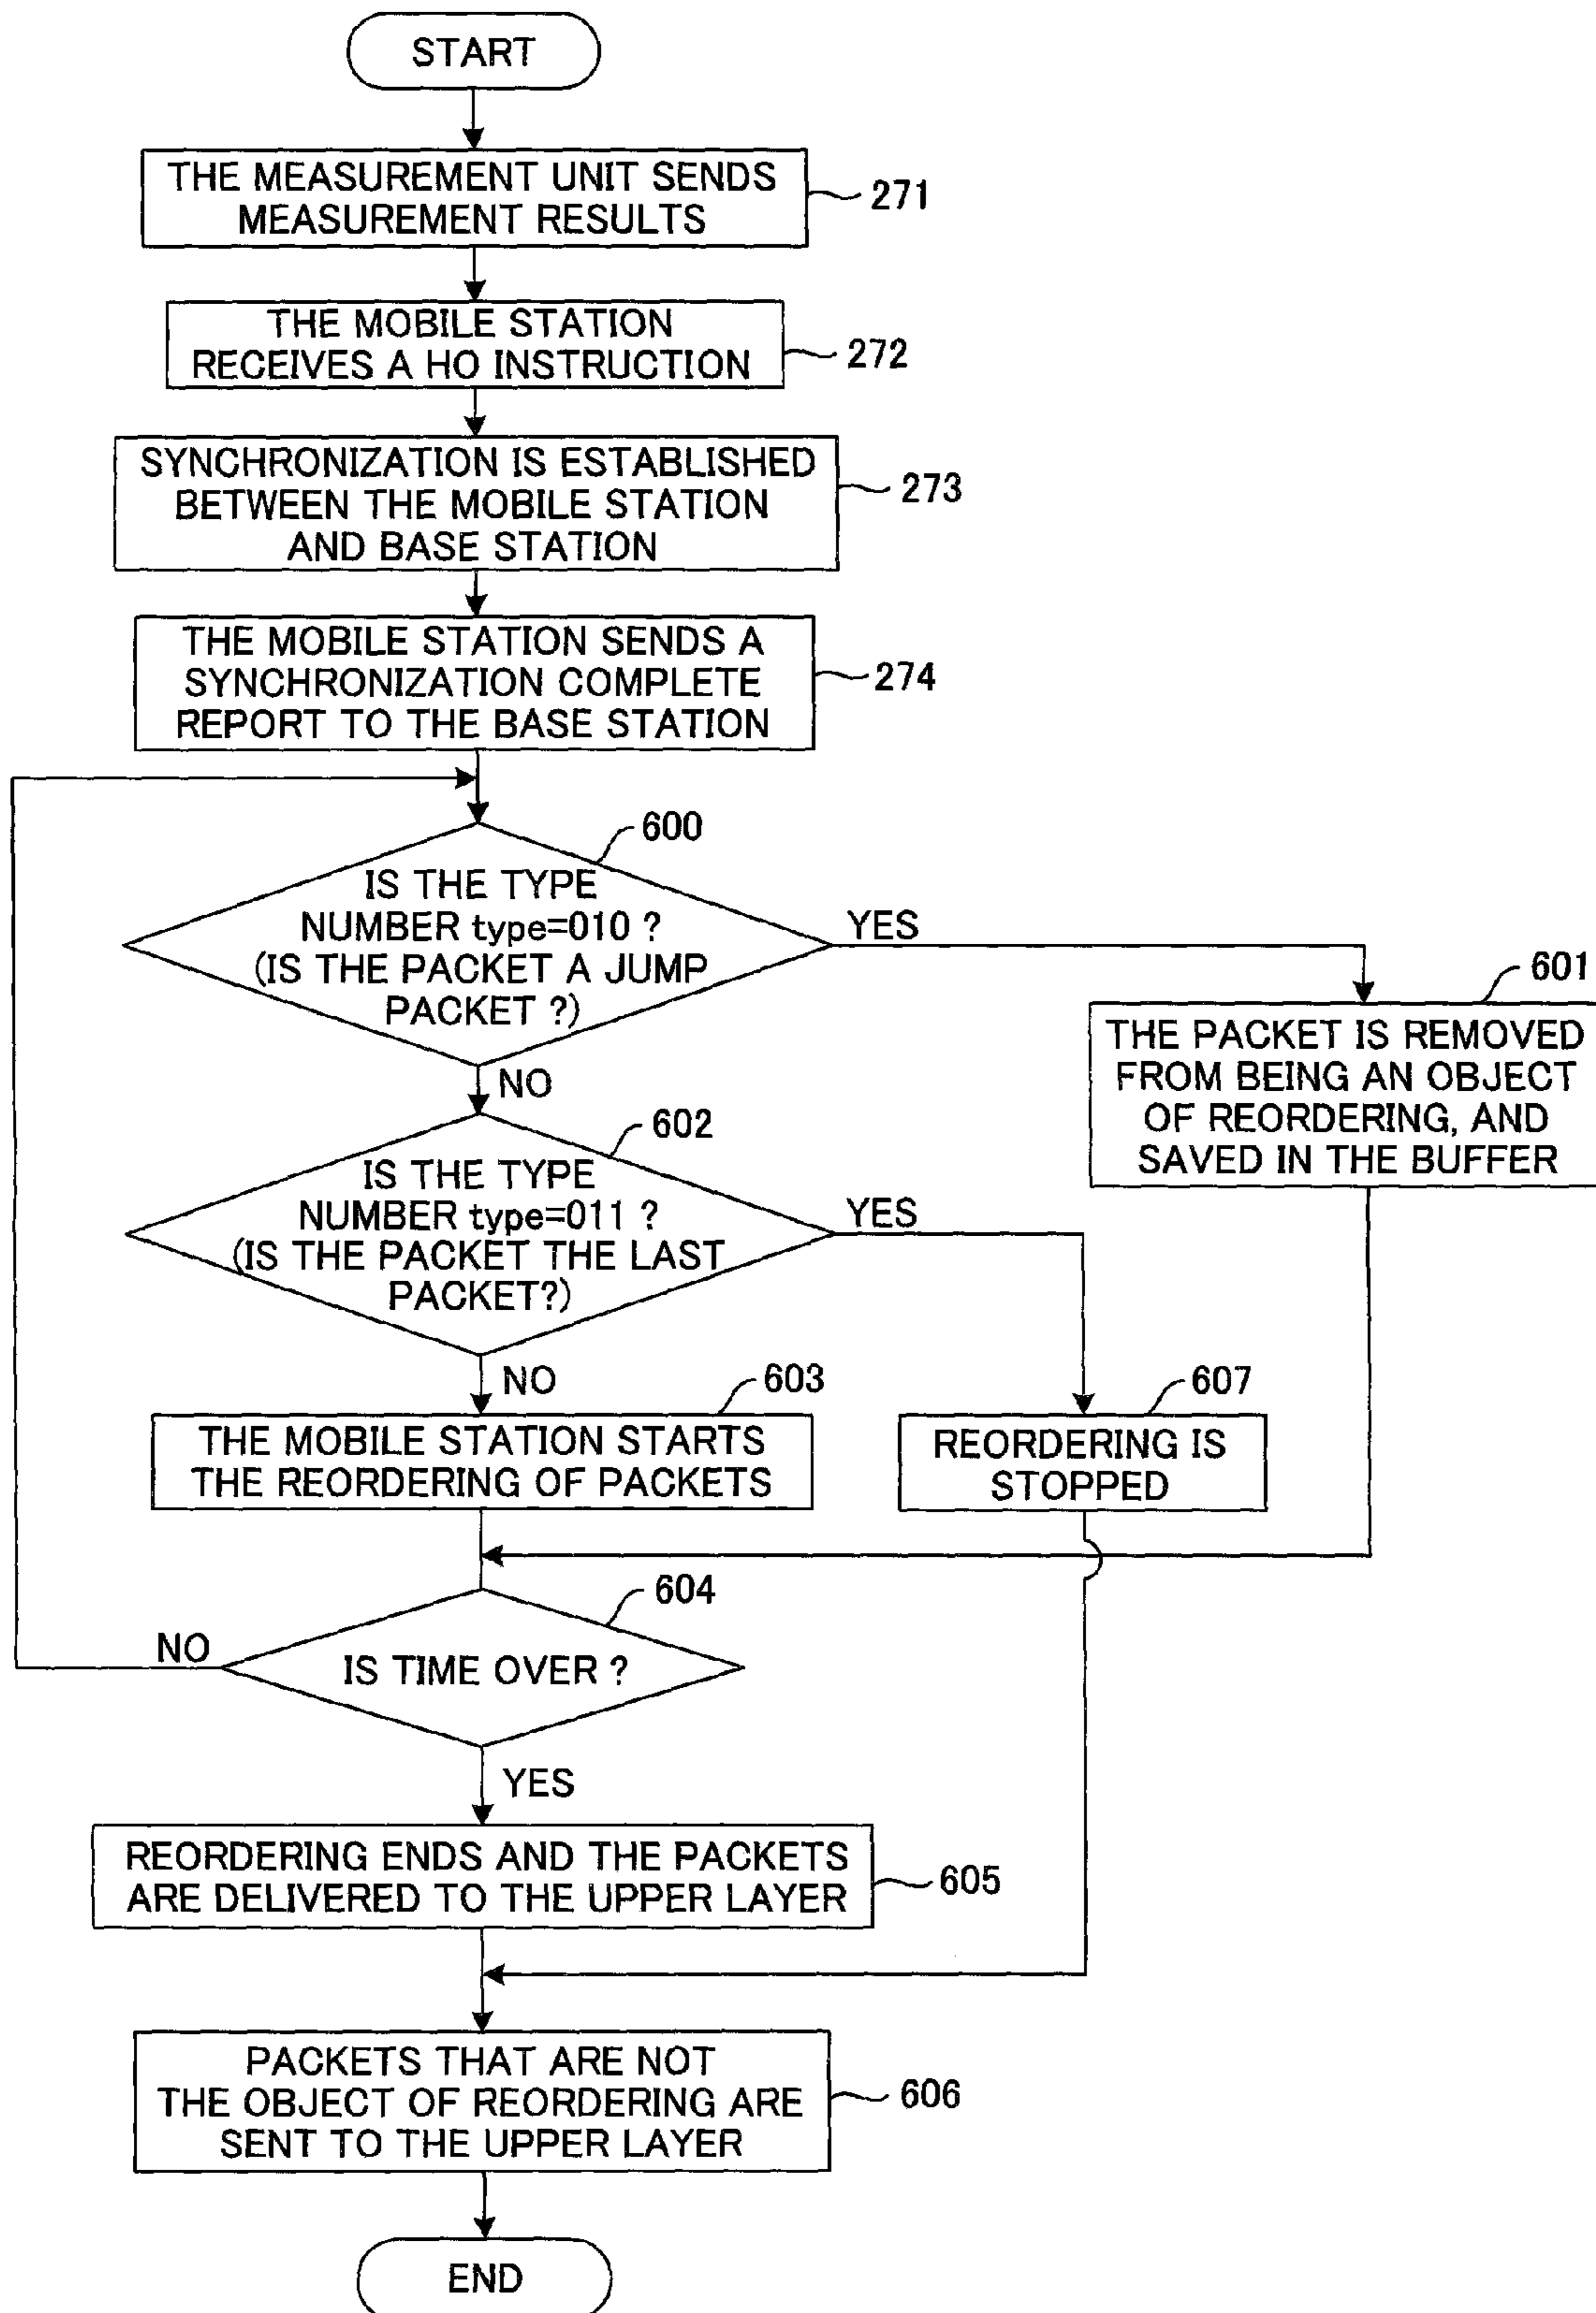 START
THE MEASUREMENT UNIT SENDS
MEASUREMENT RESULTS
271
THE MOBILE STATION
RECEIVES A HO INSTRUCTION
272
SYNCHRONIZATION IS ESTABLISHED
BETWEEN THE MOBILE STATION
AND BASE STATION
273
THE MOBILE STATION SENDS A
SYNCHRONIZATION COMPLETE
REPORT TO THE BASE STATION
274
600
IS THE TYPE
NUMBER type=010 ?
(IS THE PACKET A JUMP
PACKET ?)
YES
NO
601
THE PACKET IS REMOVED
FROM BEING AN OBJECT
OF REORDERING, AND
SAVED IN THE BUFFER
602
IS THE TYPE
NUMBER type=011 ?
(IS THE PACKET THE LAST
PACKET?)
YES
NO
603
THE MOBILE STATION STARTS
THE REORDERING OF PACKETS
607
REORDERING IS
STOPPED
604
IS TIME OVER ?
NO
YES
REORDERING ENDS AND THE PACKETS
ARE DELIVERED TO THE UPPER LAYER
605
PACKETS THAT ARE NOT
THE OBJECT OF REORDERING ARE
SENT TO THE UPPER LAYER
606
END